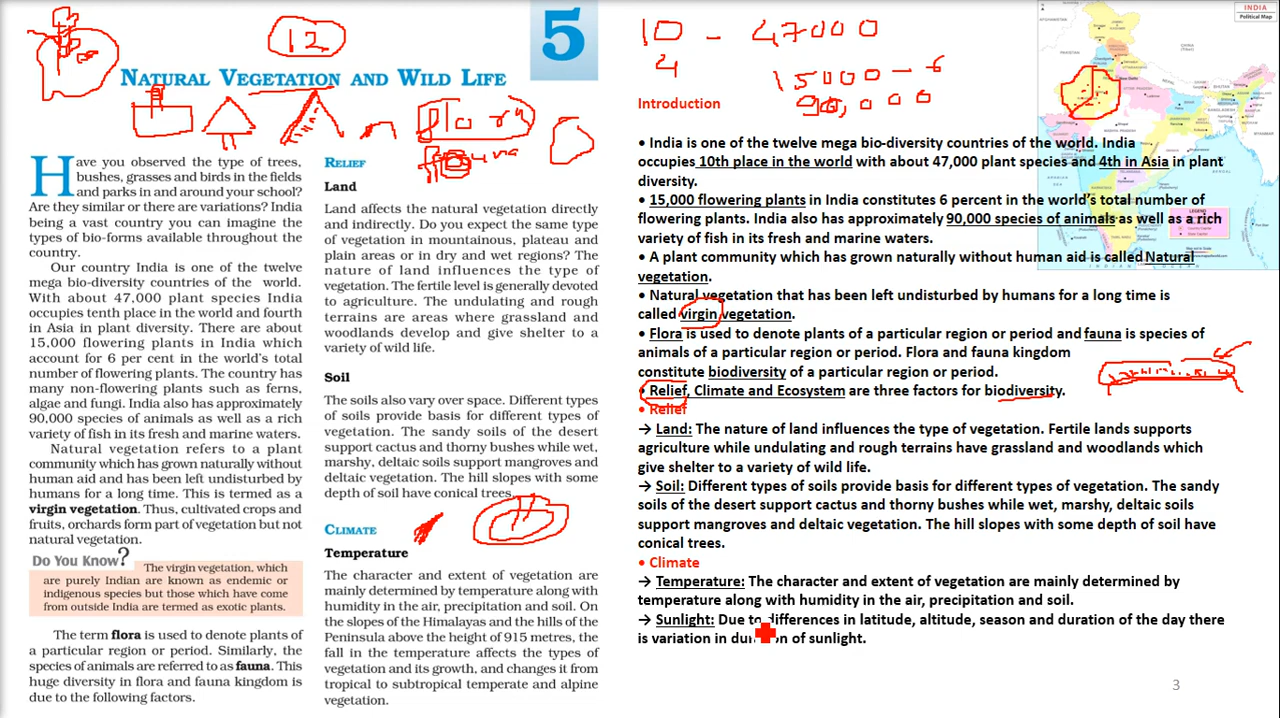 12
5
NATURAL VEGETATION AND WILD LIFE
Have you observed the type of trees,
bushes, grasses and birds in the fields
and parks in and around your school?
Are they similar or there are variations? India
being a vast country you can imagine the
types of bio-forms available throughout the
country.
Our country India is one of the twelve
mega bio-diversity countries of the world.
With about 47,000 plant species India
occupies tenth place in the world and fourth
in Asia in plant diversity. There are about
15,000 flowering plants in India which
account for 6 per cent in the world's total
number of flowering plants. The country has
many non-flowering plants such as ferns,
algae and fungi. India also has approximately
90,000 species of animals as well as a rich
variety of fish in its fresh and marine waters.
Natural vegetation refers to a plant
community which has grown naturally without
human aid and has been left undisturbed by
humans for a long time. This is termed as a
virgin vegetation. Thus, cultivated crops and
fruits, orchards form part of vegetation but not
natural vegetation.
Do You Know?
The virgin vegetation, which
are purely Indian are known as endemic or
indigenous species but those which have come
from outside India are termed as exotic plants.
The term flora is used to denote plants of
a particular region or period. Similarly, the
species of animals are referred to as fauna. This
huge diversity in flora and fauna kingdom is
due to the following factors.
flora
RELIEF
Land
Land affects the natural vegetation directly
and indirectly. Do you expect the same type
of vegetation in mountainous, plateau and
plain areas or in dry and wet regions? The
nature of land influences the type of
vegetation. The fertile level is generally devoted
to agriculture. The undulating and rough
terrains are areas where grassland and
woodlands develop and give shelter to a
variety of wild life.
Soil
The soils also vary over space. Different types
of soils provide basis for different types of
vegetation. The sandy soils of the desert
support cactus and thorny bushes while wet,
marshy, deltaic soils support mangroves and
deltaic vegetation. The hill slopes with some
depth of soil have conical trees.
CLIMATE
Temperature
The character and extent of vegetation are
mainly determined by temperature along with
humidity in the air, precipitation and soil. On
the slopes of the Himalayas and the hills of the
Peninsula above the height of 915 metres, the
fall in the temperature affects the types of
vegetation and its growth, and changes it from
tropical to subtropical temperate and alpine
vegetation.
10 - 47000
4
15000 - 6
90,000
INDIA
Political Map
Introduction
• India is one of the twelve mega bio-diversity countries of the world. India
occupies 10th place in the world with about 47,000 plant species and 4th in Asia in plant
diversity.
• 15,000 flowering plants in India constitutes 6 percent in the world's total number of
flowering plants. India also has approximately 90,000 species of animals as well as a rich
variety of fish in its fresh and marine waters.
• A plant community which has grown naturally without human aid is called Natural
vegetation.
• Natural vegetation that has been left undisturbed by humans for a long time is
called virgin vegetation.
• Flora is used to denote plants of a particular region or period and fauna is species of
animals of a particular region or period. Flora and fauna kingdom
constitute biodiversity of a particular region or period.
• Relief, Climate and Ecosystem are three factors for biodiversity.
• Relief
→ Land: The nature of land influences the type of vegetation. Fertile lands supports
agriculture while undulating and rough terrains have grassland and woodlands which
give shelter to a variety of wild life.
→ Soil: Different types of soils provide basis for different types of vegetation. The sandy
soils of the desert support cactus and thorny bushes while wet, marshy, deltaic soils
support mangroves and deltaic vegetation. The hill slopes with some depth of soil have
conical trees.
• Climate
→ Temperature: The character and extent of vegetation are mainly determined by
temperature along with humidity in the air, precipitation and soil.
→ Sunlight: Due to differences in latitude, altitude, season and duration of the day there
is variation in duration of sunlight.
3